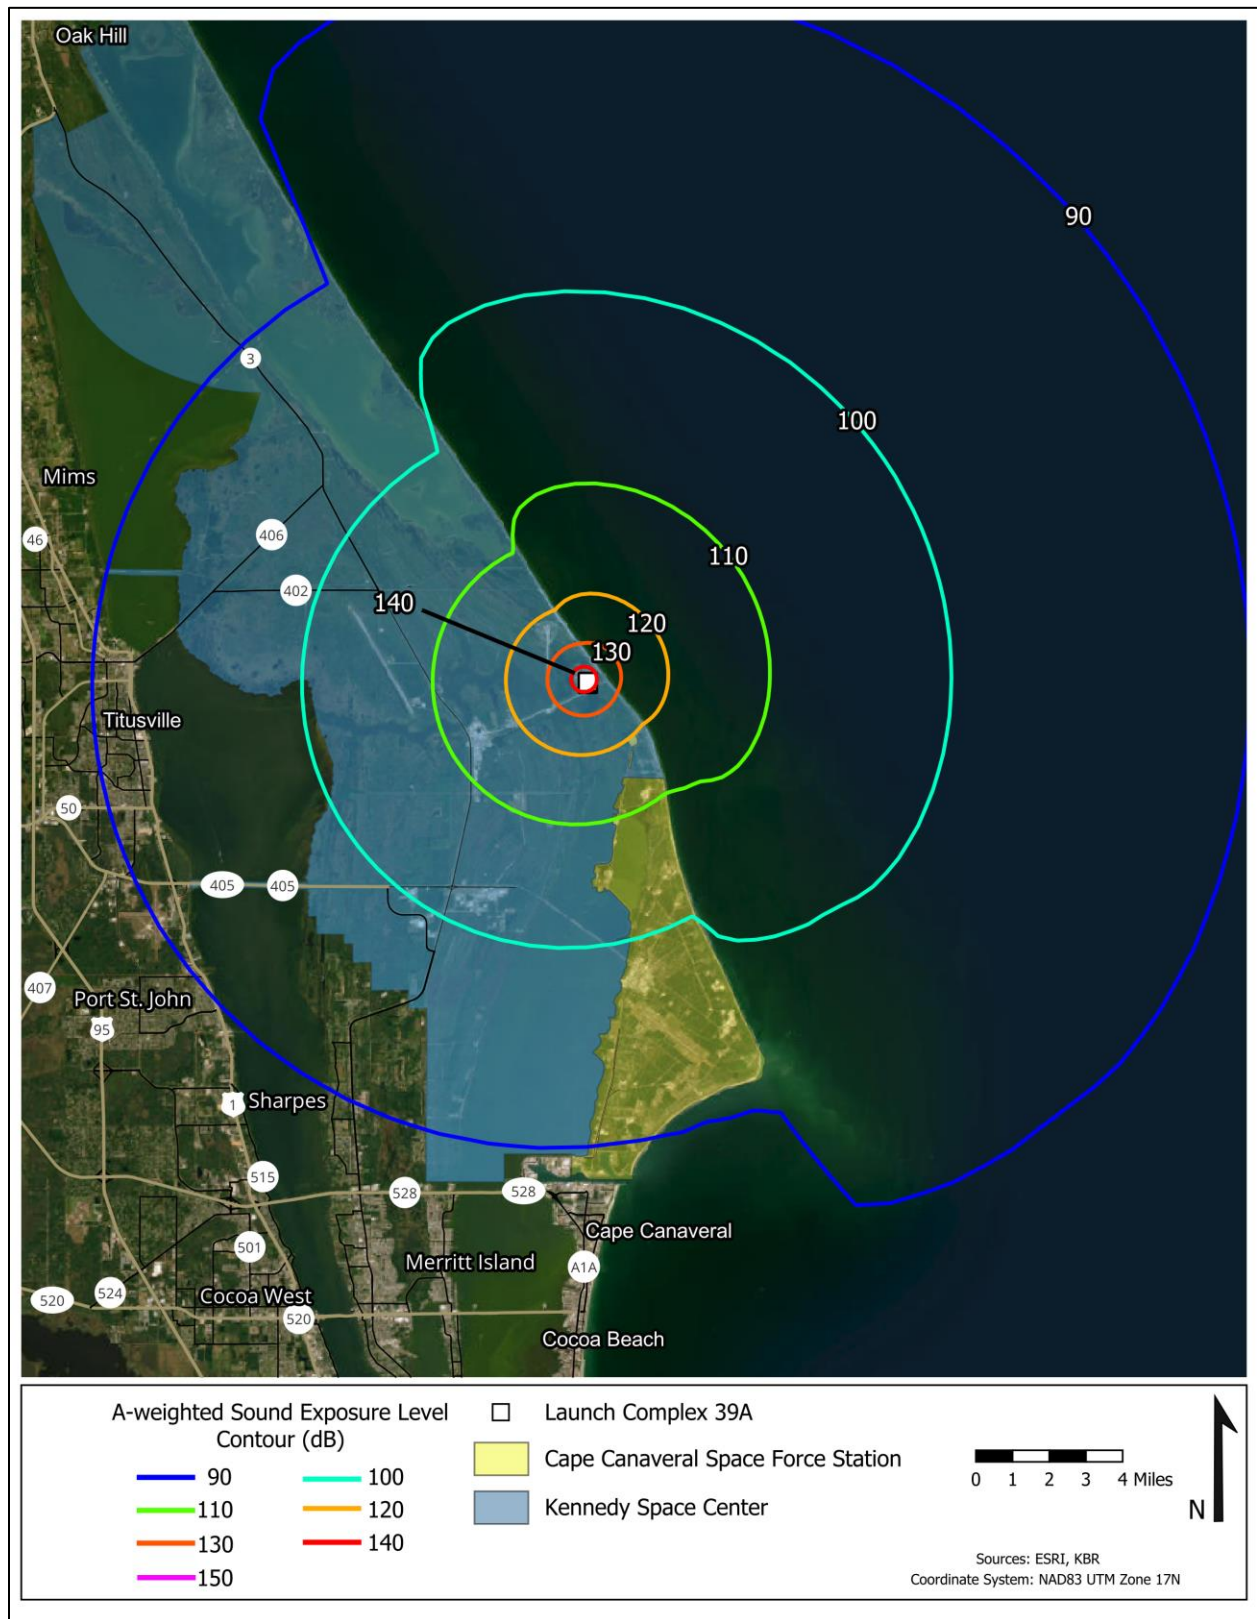 Oak Hill
90
3
100
Mims
406
46
110
402
140
120
130
Titusville
50
405
405
407
Port St. John
95
1
Sharpes
515
528
528
Cape Canaveral
501
Merritt Island
A1A
524
520
Cocoa West
520
Cocoa Beach
A-weighted Sound Exposure Level
Contour (dB)
90
100
110
120
130
140
150
Launch Complex 39A
Cape Canaveral Space Force Station
Kennedy Space Center
0 1 2 3 4 Miles
N
Sources: ESRI, KBR
Coordinate System: NAD83 UTM Zone 17N